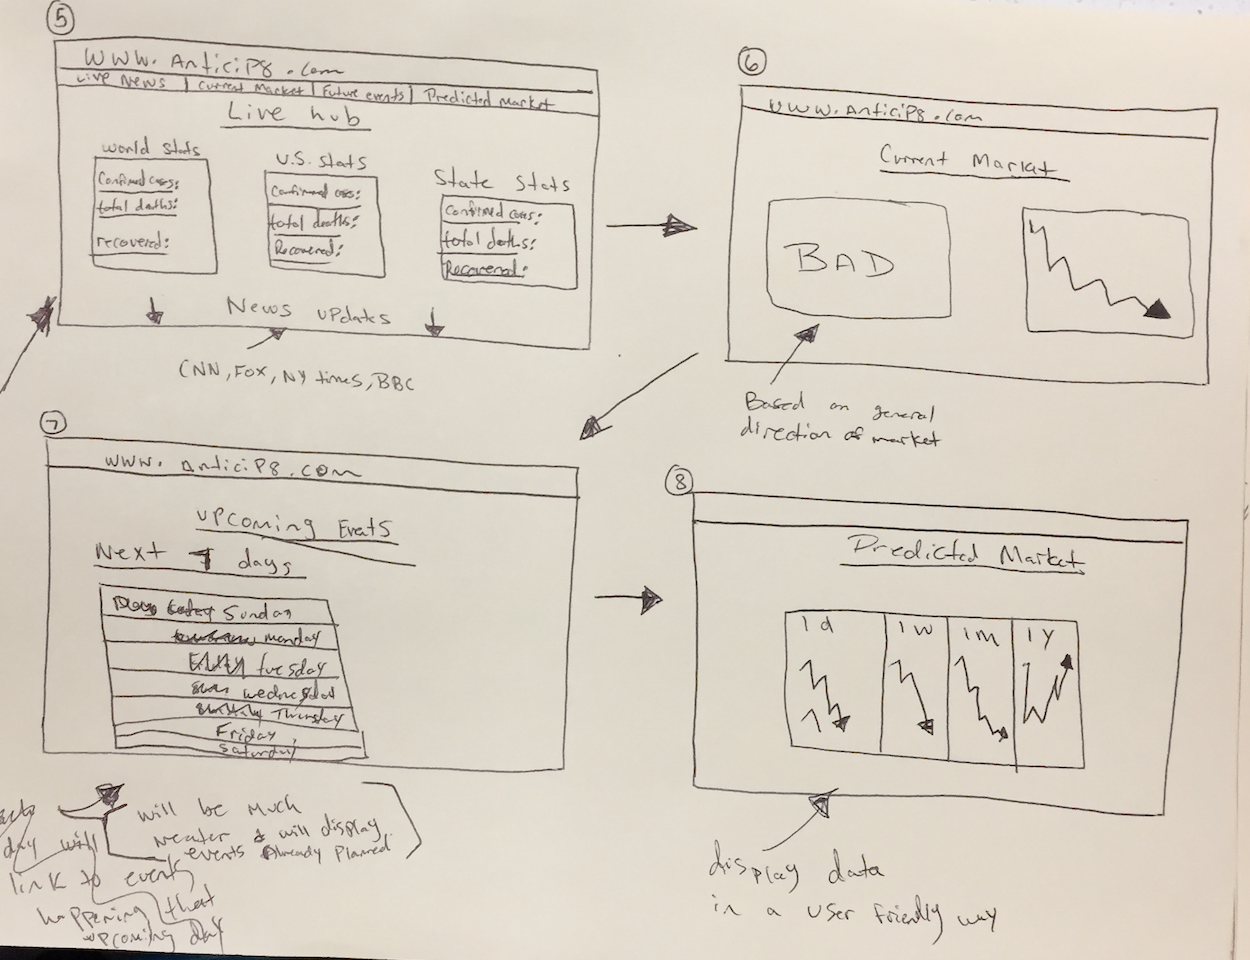 5
www.AnticiP8.com
Live News | Current Market | Future events | Predicted Market
Live hub
World Stats
Confirmed cases:
total deaths:
recovered:
U.S. Stats
Confirmed cases:
total deaths:
Recovered:
State Stats
Confirmed cases:
total deaths:
Recovered:
News updates
CNN, Fox, NY times, BBC
6
www.AnticiP8.com
Current Market
BAD
Based on general
direction of market
7
www.AnticiP8.com
Upcoming Events
Next 7 days
Sunday
monday
tuesday
wednesday
Thursday
Friday
Saturday
will be much
neater & will display
events Already Planned
day will
link to events
happening that
upcoming day
8
Predicted Market
1 d
1 w
1 m
1 y
display data
in a user friendly way